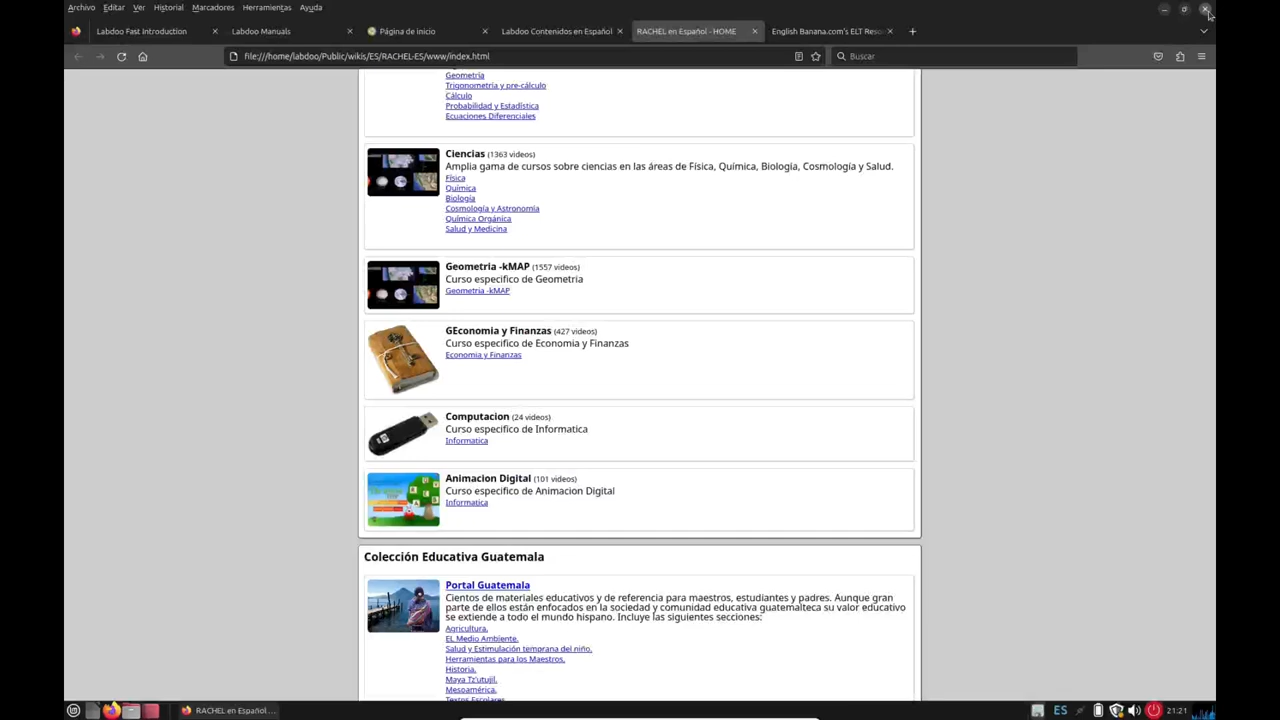 Archivo Editar Ver Historial Marcadores Herramientas Ayuda
Labdoo Fast Introduction
Labdoo Manuals
Página de inicio
Labdoo Contenidos en Español
RACHEL en Español - HOME
English Banana.com's ELT Reso
file:///home/labdoo/Public/wikis/ES/RACHEL-ES/www/index.html
Buscar
Geometría
Trigonometría y pre-cálculo
Cálculo
Probabilidad y Estadística
Ecuaciones Diferenciales
Ciencias (1363 videos)
Amplia gama de cursos sobre ciencias en las áreas de Física, Química, Biología, Cosmología y Salud.
Física
Química
Biología
Cosmología y Astronomía
Química Orgánica
Salud y Medicina
Geometria -kMAP (1557 videos)
Curso especifico de Geometria
Geometria -kMAP
GEconomia y Finanzas (427 videos)
Curso especifico de Economia y Finanzas
Economia y Finanzas
Computacion (24 videos)
Curso especifico de Informatica
Informatica
Animacion Digital (101 videos)
Curso especifico de Animacion Digital
Informatica
Colección Educativa Guatemala
Portal Guatemala
Cientos de materiales educativos y de referencia para maestros, estudiantes y padres. Aunque gran
parte de ellos están enfocados en la sociedad y comunidad educativa guatemalteca su valor educativo
se extiende a todo el mundo hispano. Incluye las siguientes secciones:
Agricultura.
EL Medio Ambiente.
Salud y Estimulación temprana del niño.
Herramientas para los Maestros.
Historia.
Maya Tz'utujil.
Mesoamérica.
Textos Escolares
RACHEL en Español - ...
ES
21:21